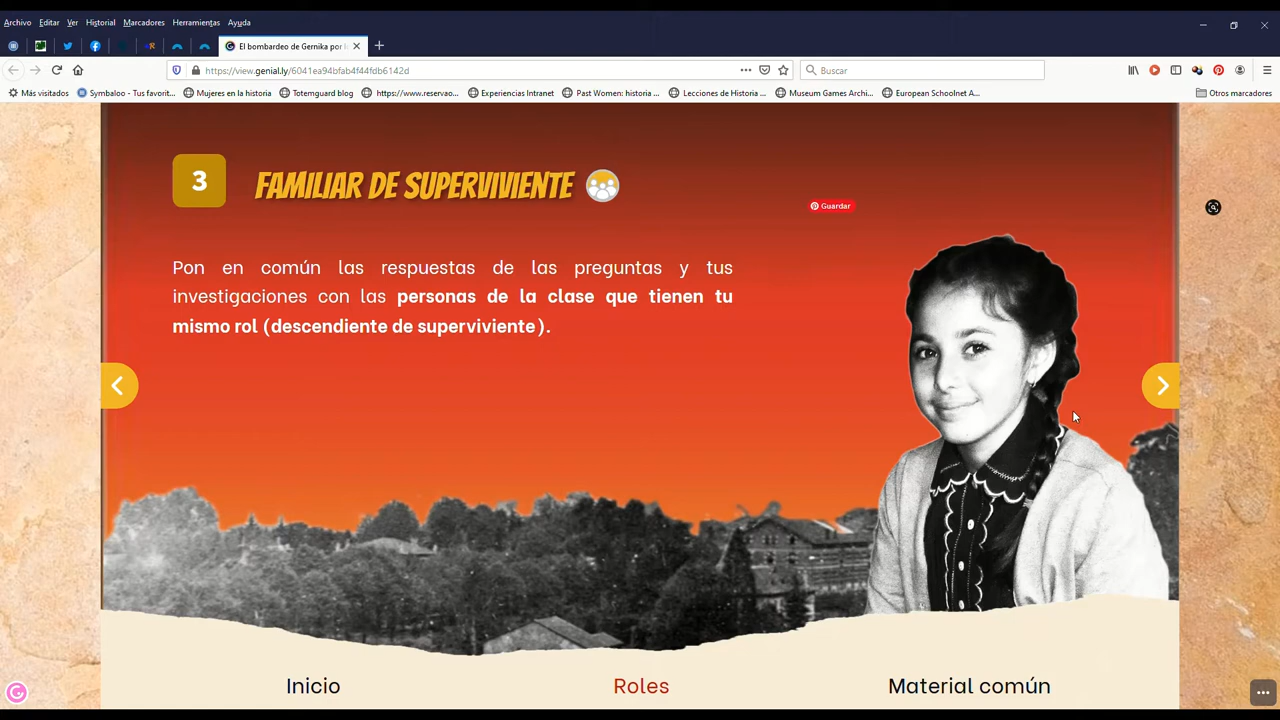 Archivo Editar Ver Historial Marcadores Herramientas Ayuda
El bombardeo de Gernika por l
https://view.genial.ly/6041ea94bfab4f44fdb6142d
Buscar
Más visitados Symbaloo - Tus favorit... Mujeres en la historia Totemguard blog https://www.reservao... Experiencias Intranet Past Women: historia ... Lecciones de Historia ... Museum Games Archi... European Schoolnet A... Otros marcadores
3 FAMILIAR DE SUPERVIVIENTE
Guardar
Pon en común las respuestas de las preguntas y tus
investigaciones con las personas de la clase que tienen tu
mismo rol (descendiente de superviviente).
Inicio Roles Material común